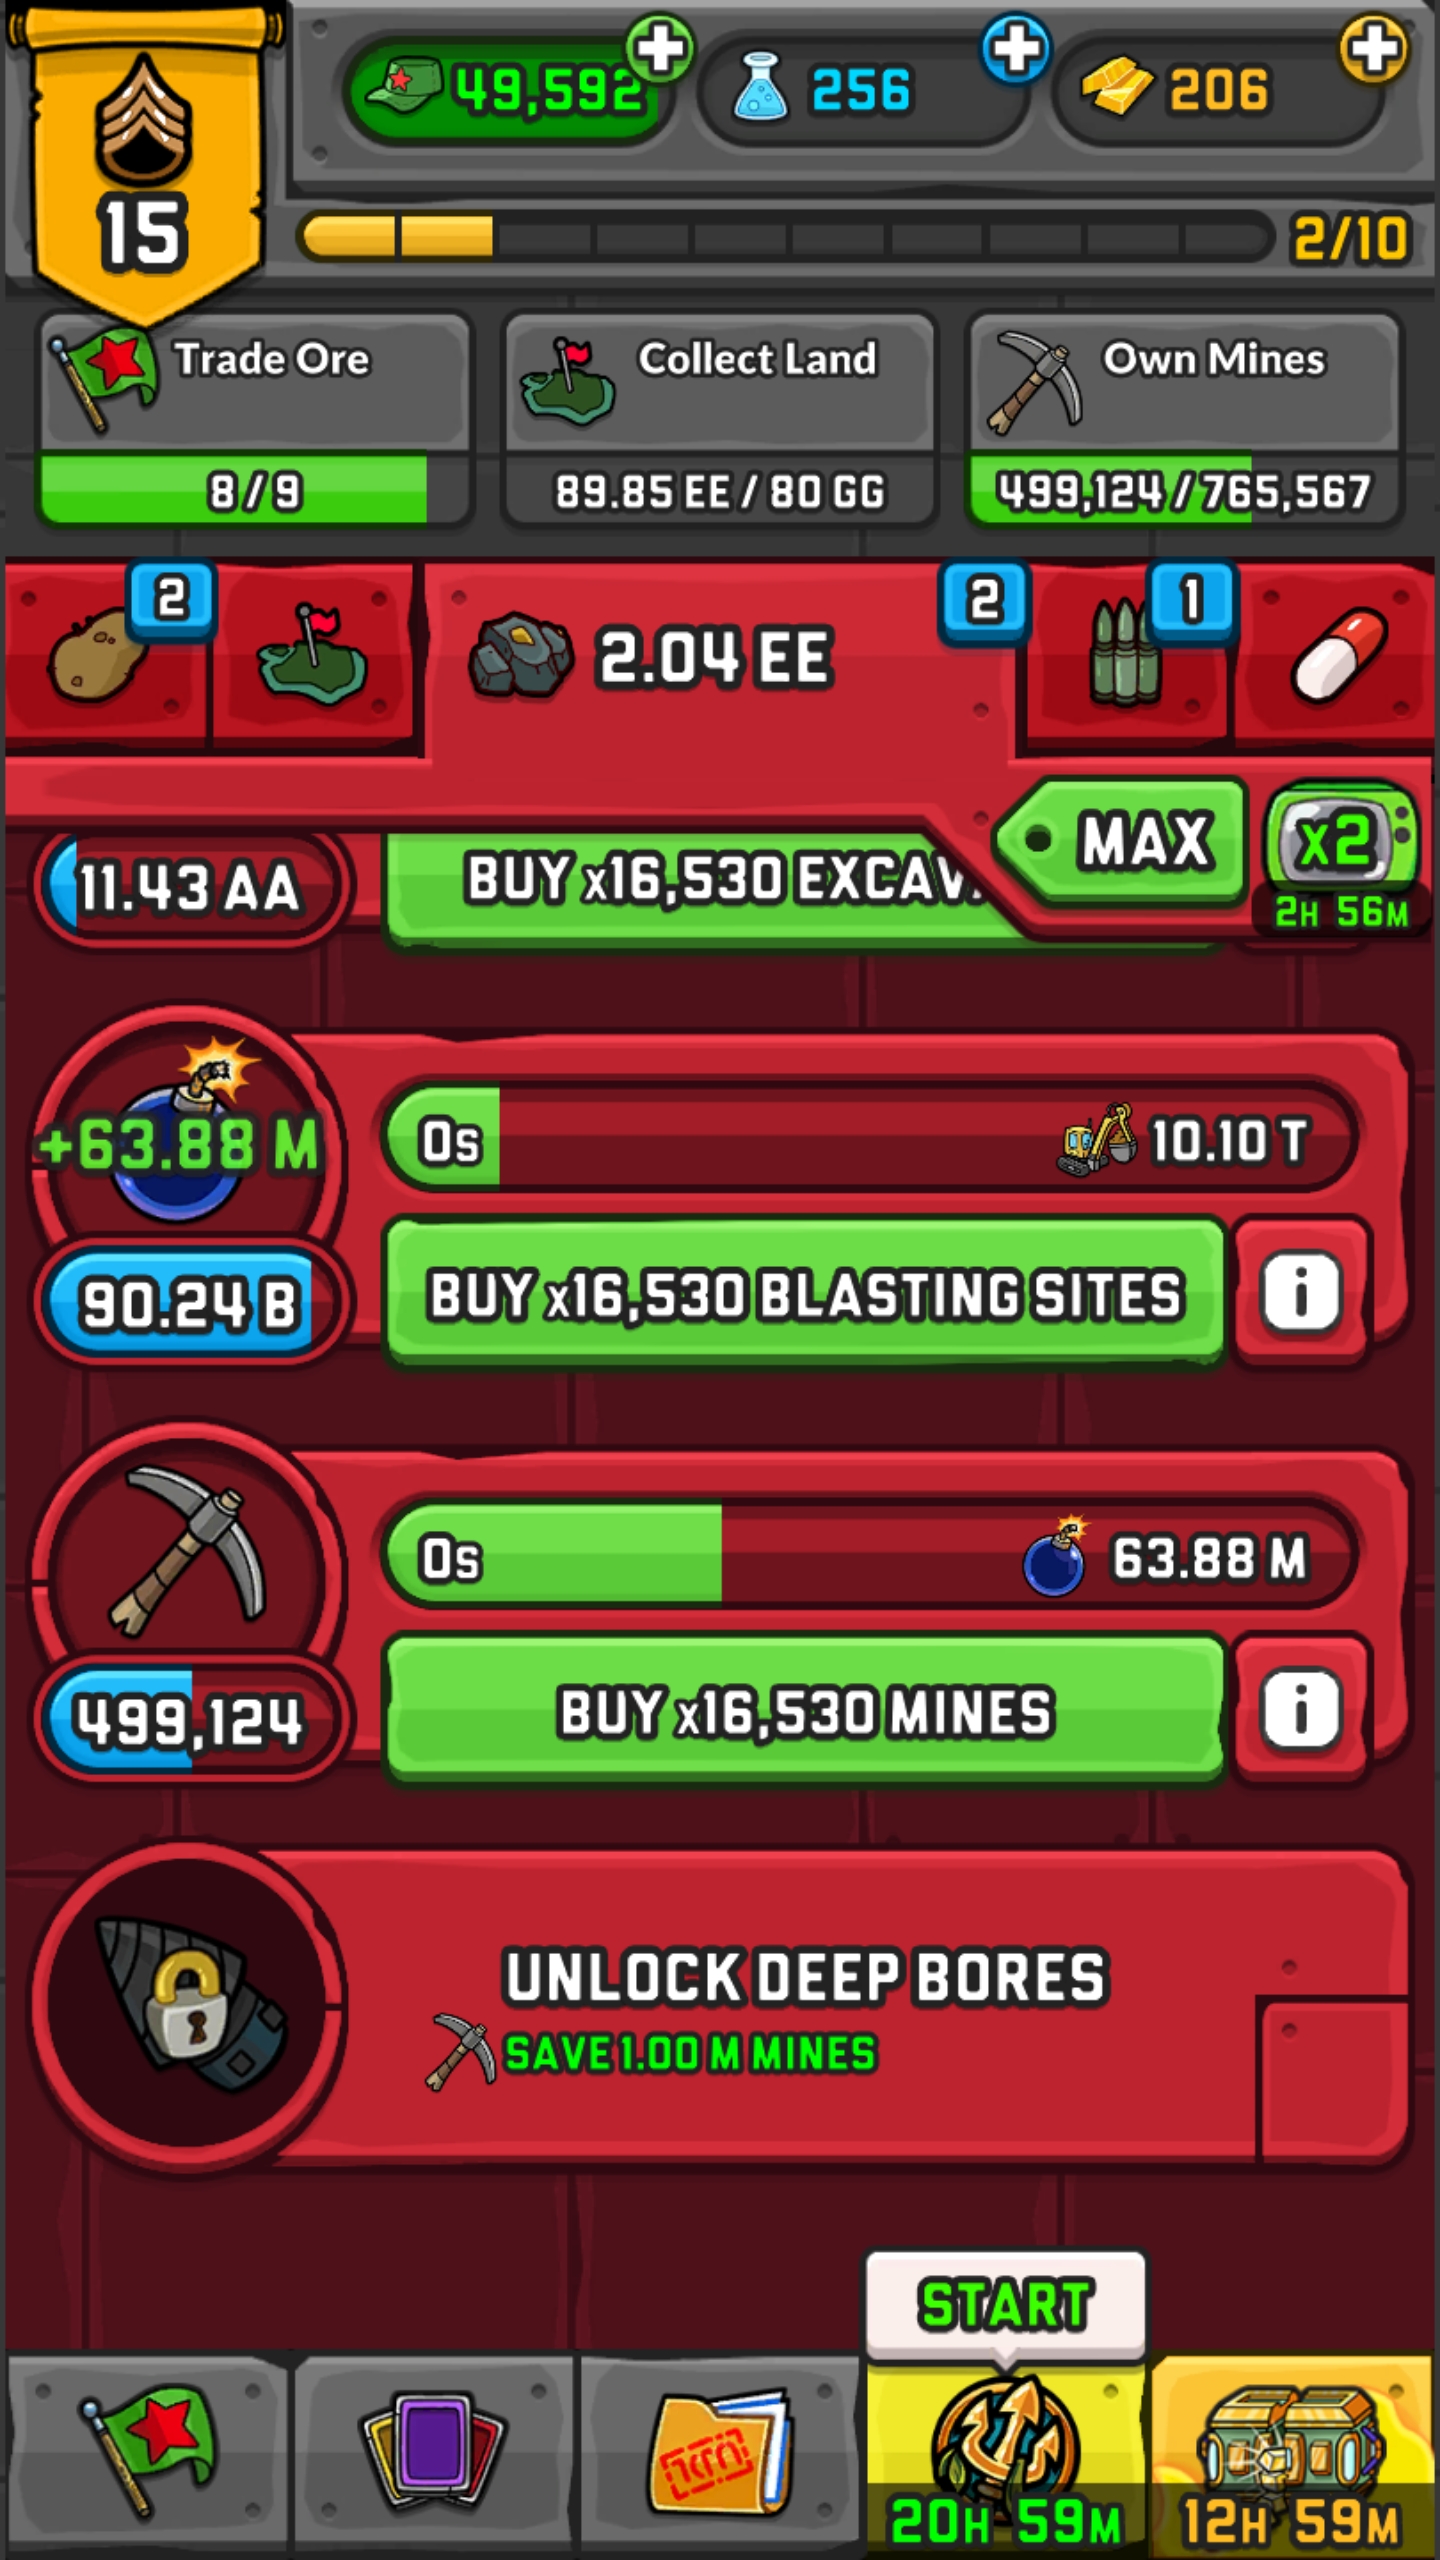 49,592
256
206
15
2/10
Trade Ore
Collect Land
Own Mines
8/9
89.85 EE / 80 GG
499,124 / 765,567
2
2
1
2.04 EE
MAX
x2
2H 56M
11.43 AA
BUY x16,530
+63.88 M
0s
10.10 T
90.24 B
BUY x16,530 BLASTING SITES
i
0s
63.88 M
499,124
BUY x16,530 MINES
i
UNLOCK DEEP BORES
SAVE 1.00 M MINES
START
20H 59M
12H 59M